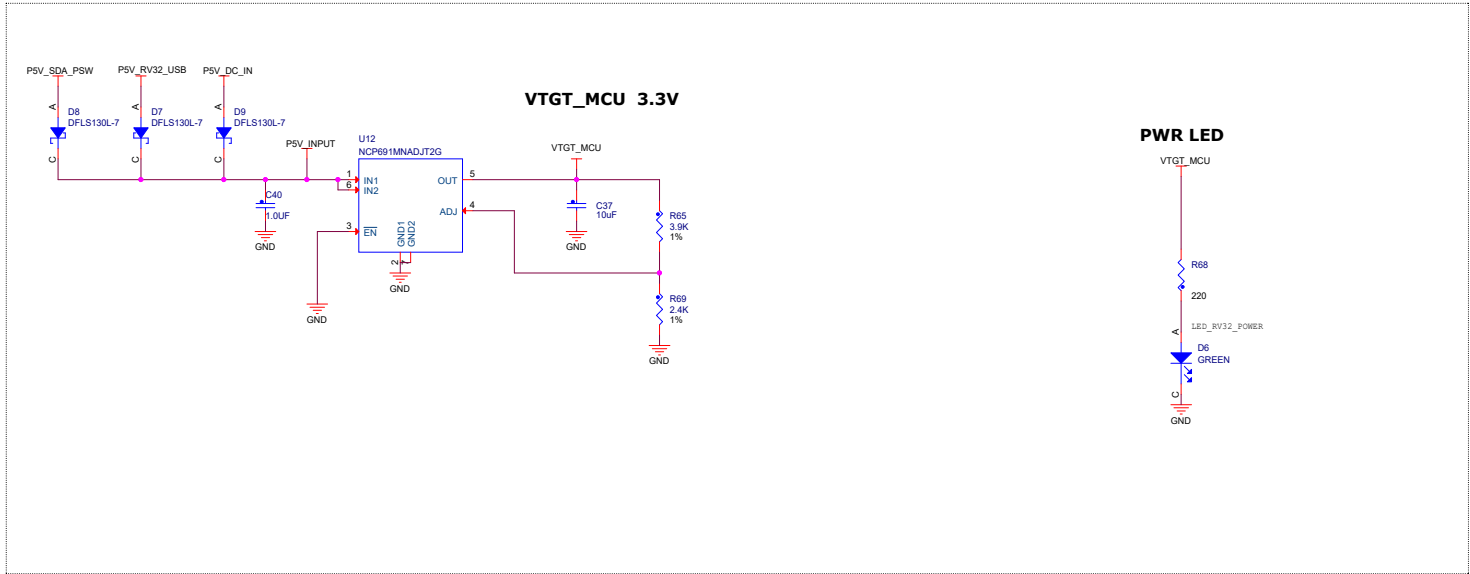 P5V_SDA_PSW
P5V_RV32_USB
P5V_DC_IN
A
D8
DFLS130L-7
C
A
D7
DFLS130L-7
C
A
D9
DFLS130L-7
C
VTGT_MCU 3.3V
P5V_INPUT
C40
1.0UF
GND
U12
NCP691MNADJT2G
1
IN1
6
IN2
3
EN
OUT
5
ADJ
4
GND1
GND2
2
7
GND
GND
VTGT_MCU
C37
10uF
GND
R65
3.9K
1%
R69
2.4K
1%
GND
PWR LED
VTGT_MCU
R68
220
LED_RV32_POWER
A
D6
GREEN
C
GND